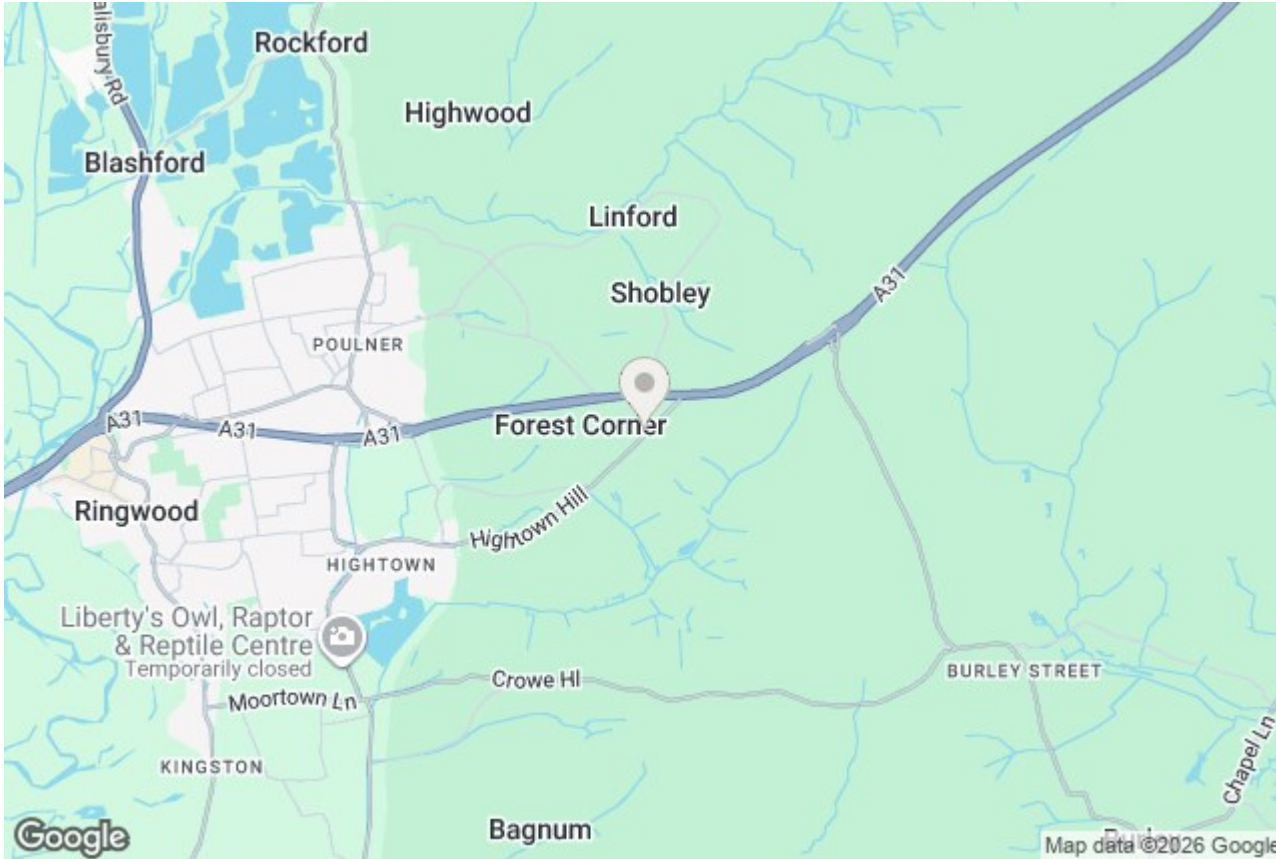 alisbury Rd
Rockford
Highwood
Blashford
Linford
Shobley
A31
POULNER
A31
A31
A31
Forest Corner
Ringwood
Hightown Hill
HIGHTOWN
Liberty's Owl, Raptor
& Reptile Centre
Temporarily closed
Crowe Hl
BURLEY STREET
Moortown Ln
KINGSTON
Chapel Ln
Bagnum
Google
Map data ©2026 Google